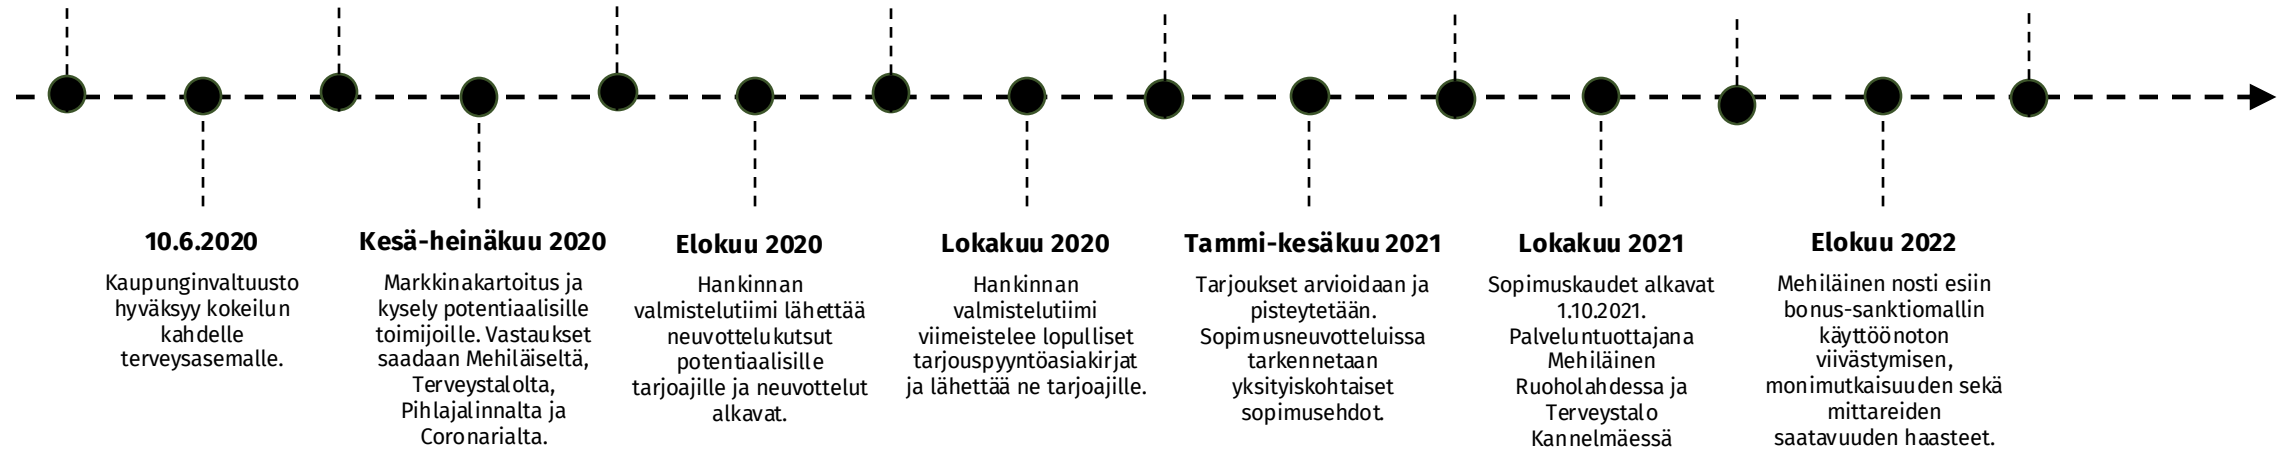 10.6.2020
Kaupunginvaltuusto
hyväksyy kokeilun
kahdelle
terveysasemalle.
Kesä-heinäkuu 2020
Markkinakartoitus ja
kysely potentiaalisille
toimijoille. Vastaukset
saadaan Mehiläiseltä,
Terveystalolta,
Pihlajalinnalta ja
Coronarialta.
Elokuu 2020
Hankinnan
valmistelutiimi lähettää
neuvottelukutsut
potentiaalisille
tarjoajille ja neuvottelut
alkavat.
Lokakuu 2020
Hankinnan
valmistelutiimi
viimeistelee lopulliset
tarjouspyyntöasiakirjat
ja lähettää ne tarjoajille.
Tammi-kesäkuu 2021
Tarjoukset arvioidaan ja
pisteytetään.
Sopimusneuvotteluissa
tarkennetaan
yksityiskohtaiset
sopimusehdot.
Lokakuu 2021
Sopimuskaudet alkavat
1.10.2021.
Palveluntuottajana
Mehiläinen
Ruoholahdessa ja
Terveystalo
Kannelmäessä
Elokuu 2022
Mehiläinen nosti esiin
bonus-sanktiomallin
käyttöönoton
viivästymisen,
monimutkaisuuden sekä
mittareiden
saatavuuden haasteet.